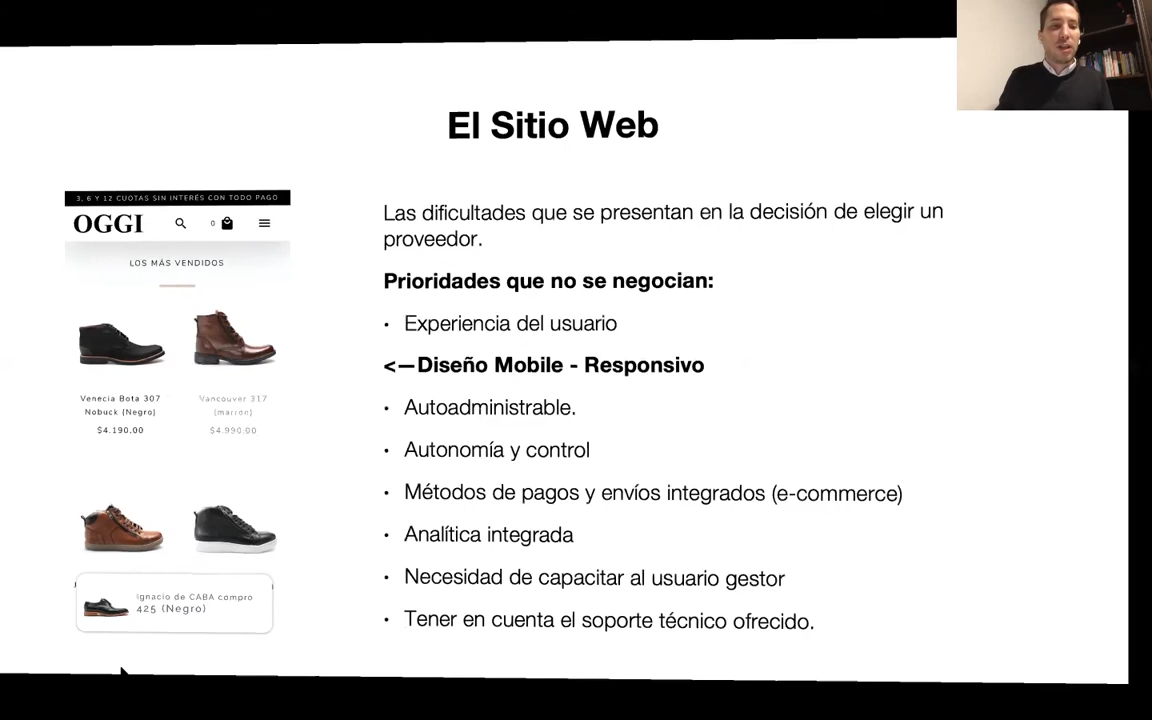 El Sitio Web
3, 6 Y 12 CUOTAS SIN INTERÉS CON TODO PAGO
OGGI
0
LOS MÁS VENDIDOS
Venecia Bota 307
Nobuck (Negro)
$4.190,00
Vancouver 317
(marrón)
$4.990,00
Ignacio de CABA compro
425 (Negro)
Las dificultades que se presentan en la decisión de elegir un
proveedor.
Prioridades que no se negocian:
• Experiencia del usuario
<—Diseño Mobile - Responsivo
• Autoadministrable.
• Autonomía y control
• Métodos de pagos y envíos integrados (e-commerce)
• Analítica integrada
• Necesidad de capacitar al usuario gestor
• Tener en cuenta el soporte técnico ofrecido.